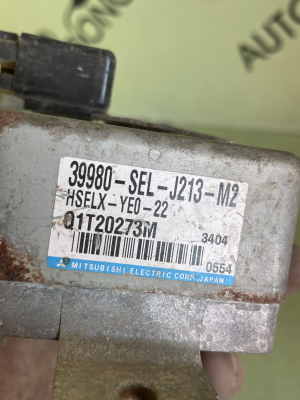 39980-SEL-J213-M2
HSELX-YE0-22
Q1T20273M
3404
0554
MITSUBISHI ELECTRIC CORP. JAPAN